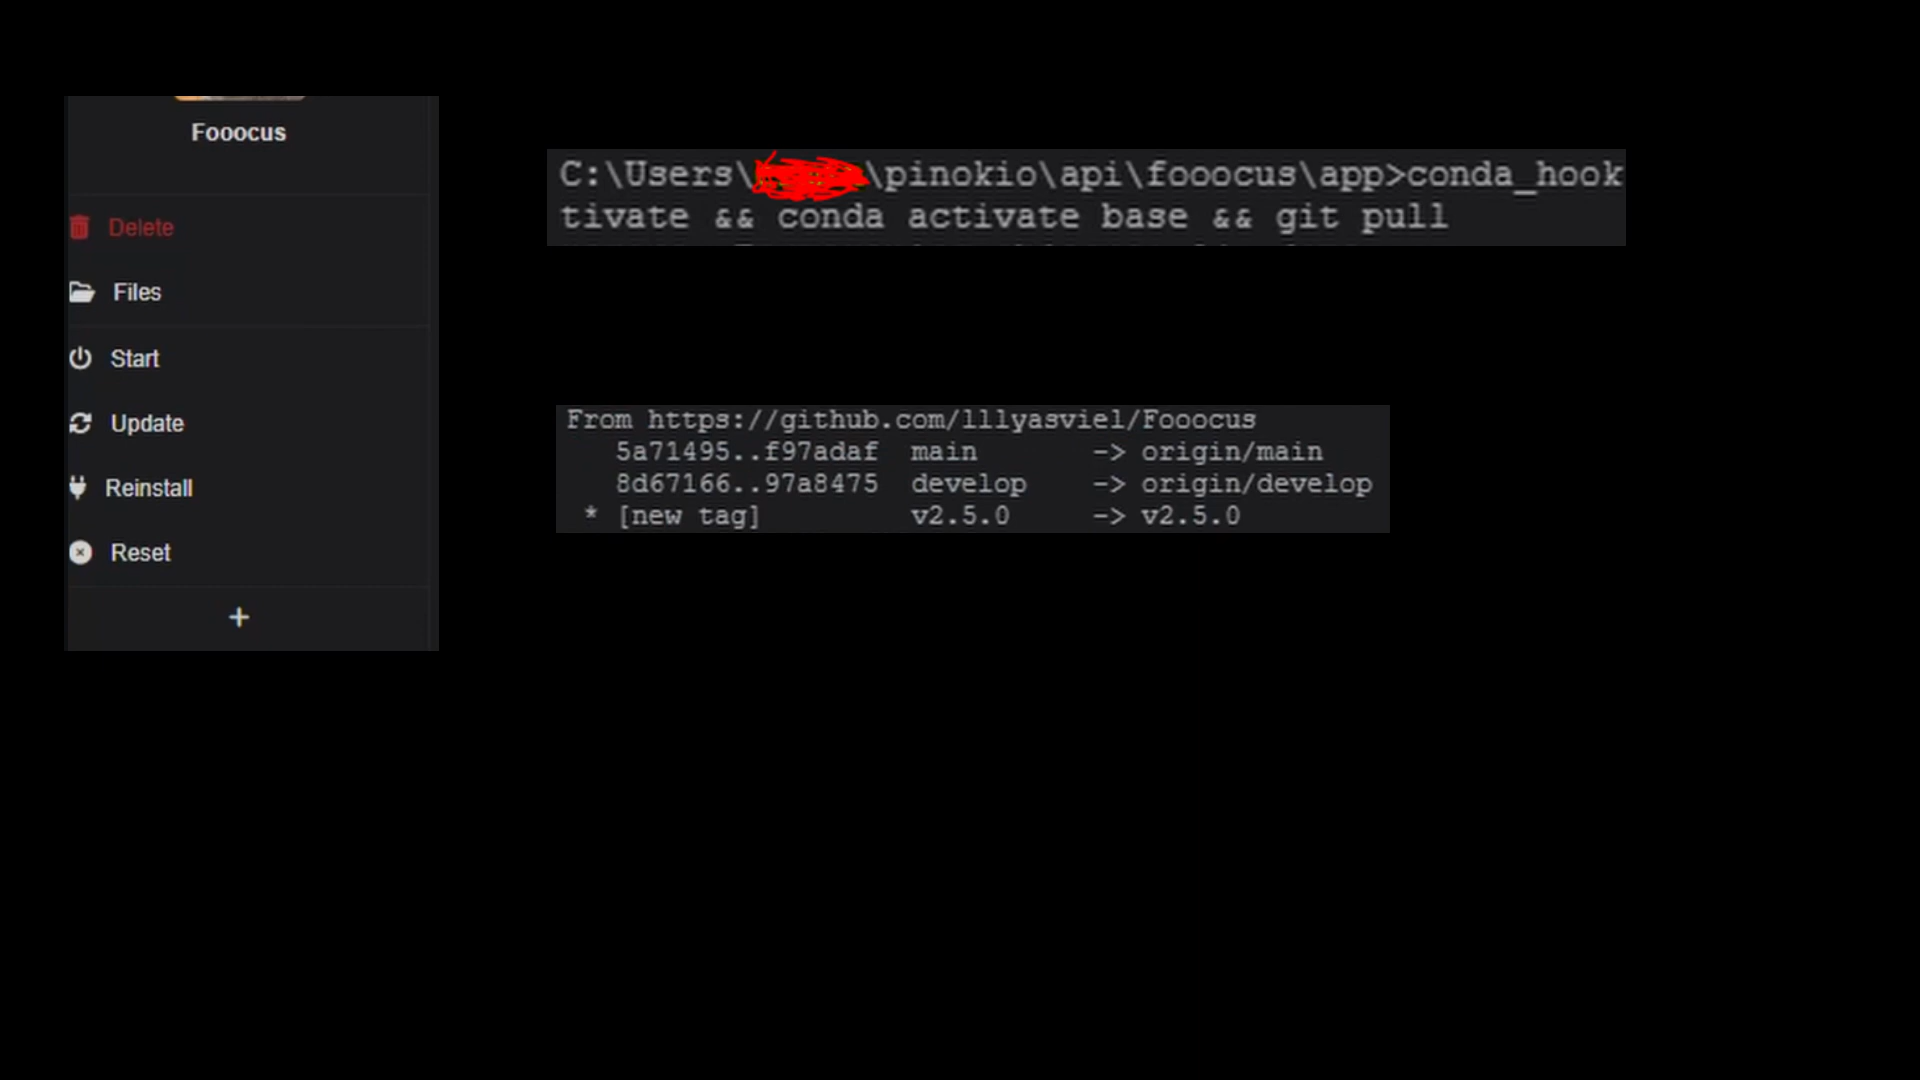 Fooocus
Delete
Files
Start
Update
Reinstall
Reset
+
C:\Users\ \pinokio\api\fooocus\app>conda_hook
tivate && conda activate base && git pull
From https://github.com/lllyasviel/Fooocus
5a71495..f97adaf main -> origin/main
8d67166..97a8475 develop -> origin/develop
* [new tag] v2.5.0 -> v2.5.0